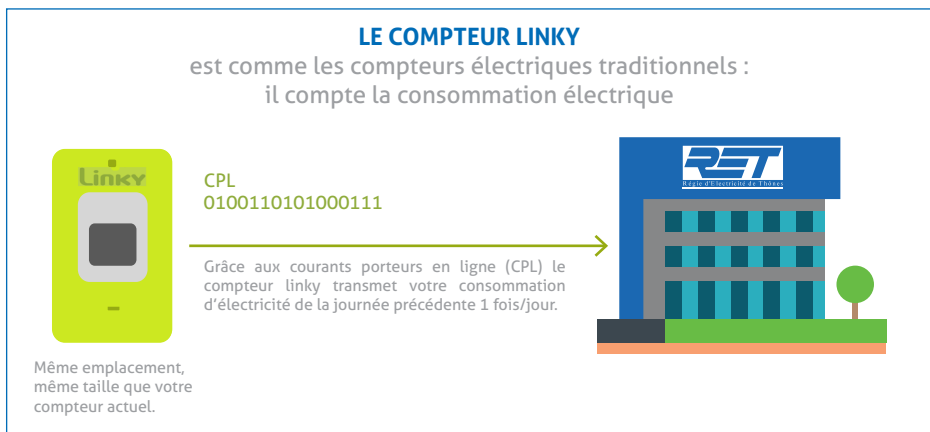 LE COMPTEUR LINKY
est comme les compteurs électriques traditionnels :
il compte la consommation électrique
Linky
CPL
0100110101000111
Grâce aux courants porteurs en ligne (CPL) le
compteur linky transmet votre consommation
d’électricité de la journée précédente 1 fois/jour.
RET
Régie d'Electricité de Thônes
Même emplacement,
même taille que votre
compteur actuel.